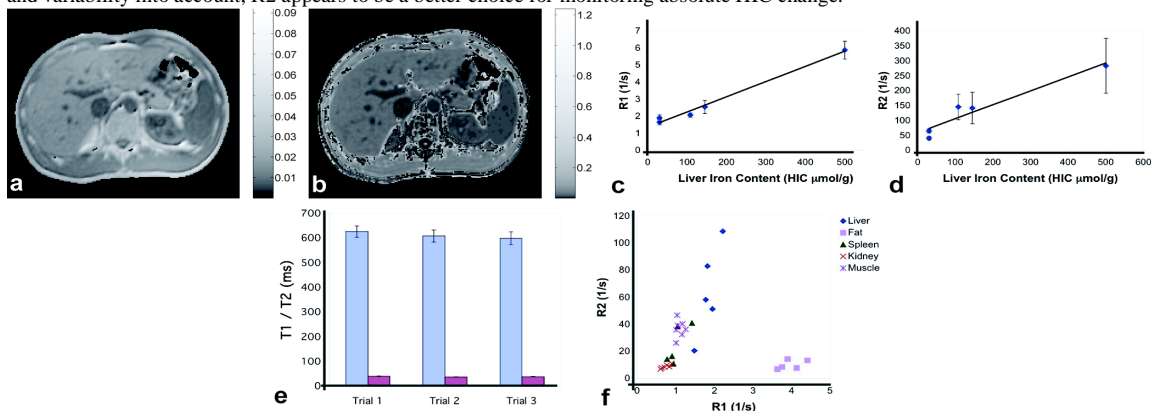 and variability into account, R2 appears to be a better choice for monitoring absolute HIC change.
0.09
0.08
0.07
0.06
0.05
0.04
0.03
0.02
0.01
a
1.2
1.0
0.8
0.6
0.4
0.2
b
R1 (1/s)
7
6
5
4
3
2
1
0
0 100 200 300 400 500
Liver Iron Content (HIC μmol/g)
c
R2 (1/s)
400
350
300
250
200
150
100
50
0
0 100 200 300 400 500 600
Liver Iron Content (HIC μmol/g)
d
T1 / T2 (ms)
700
600
500
400
300
200
100
0
Trial 1 Trial 2 Trial 3
e
R2 (1/s)
120
100
80
60
40
20
0
0 1 2 3 4 5
R1 (1/s)
f
Liver
Fat
Spleen
Kidney
Muscle